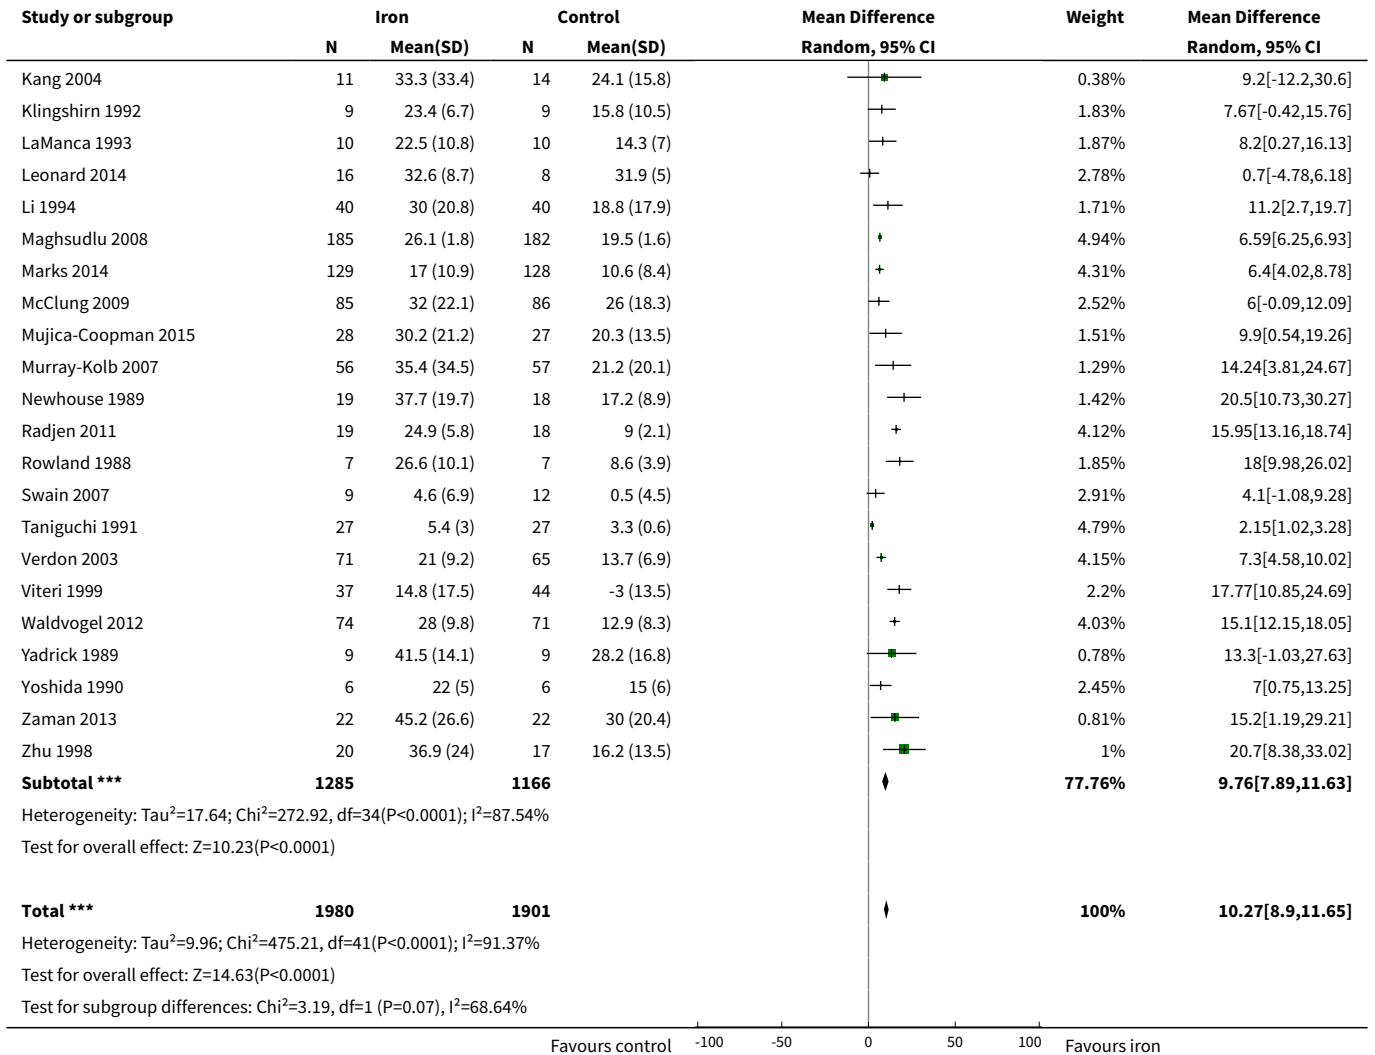 Study or subgroup Iron Control Mean Difference Weight Mean Difference
N Mean(SD) N Mean(SD) Random, 95% CI Random, 95% CI
Kang 2004 11 33.3 (33.4) 14 24.1 (15.8) 0.38% 9.2[-12.2,30.6]
Klingshirn 1992 9 23.4 (6.7) 9 15.8 (10.5) 1.83% 7.67[-0.42,15.76]
LaManca 1993 10 22.5 (10.8) 10 14.3 (7) 1.87% 8.2[0.27,16.13]
Leonard 2014 16 32.6 (8.7) 8 31.9 (5) 2.78% 0.7[-4.78,6.18]
Li 1994 40 30 (20.8) 40 18.8 (17.9) 1.71% 11.2[2.7,19.7]
Maghsudlu 2008 185 26.1 (1.8) 182 19.5 (1.6) 4.94% 6.59[6.25,6.93]
Marks 2014 129 17 (10.9) 128 10.6 (8.4) 4.31% 6.4[4.02,8.78]
McClung 2009 85 32 (22.1) 86 26 (18.3) 2.52% 6[-0.09,12.09]
Mujica-Coopman 2015 28 30.2 (21.2) 27 20.3 (13.5) 1.51% 9.9[0.54,19.26]
Murray-Kolb 2007 56 35.4 (34.5) 57 21.2 (20.1) 1.29% 14.24[3.81,24.67]
Newhouse 1989 19 37.7 (19.7) 18 17.2 (8.9) 1.42% 20.5[10.73,30.27]
Radjen 2011 19 24.9 (5.8) 18 9 (2.1) 4.12% 15.95[13.16,18.74]
Rowland 1988 7 26.6 (10.1) 7 8.6 (3.9) 1.85% 18[9.98,26.02]
Swain 2007 9 4.6 (6.9) 12 0.5 (4.5) 2.91% 4.1[-1.08,9.28]
Taniguchi 1991 27 5.4 (3) 27 3.3 (0.6) 4.79% 2.15[1.02,3.28]
Verdon 2003 71 21 (9.2) 65 13.7 (6.9) 4.15% 7.3[4.58,10.02]
Viteri 1999 37 14.8 (17.5) 44 -3 (13.5) 2.2% 17.77[10.85,24.69]
Waldvogel 2012 74 28 (9.8) 71 12.9 (8.3) 4.03% 15.1[12.15,18.05]
Yadrick 1989 9 41.5 (14.1) 9 28.2 (16.8) 0.78% 13.3[-1.03,27.63]
Yoshida 1990 6 22 (5) 6 15 (6) 2.45% 7[0.75,13.25]
Zaman 2013 22 45.2 (26.6) 22 30 (20.4) 0.81% 15.2[1.19,29.21]
Zhu 1998 20 36.9 (24) 17 16.2 (13.5) 1% 20.7[8.38,33.02]
Subtotal *** 1285 1166 77.76% 9.76[7.89,11.63]
Heterogeneity: Tau²=17.64; Chi²=272.92, df=34(P<0.0001); I²=87.54%
Test for overall effect: Z=10.23(P<0.0001)
Total *** 1980 1901 100% 10.27[8.9,11.65]
Heterogeneity: Tau²=9.96; Chi²=475.21, df=41(P<0.0001); I²=91.37%
Test for overall effect: Z=14.63(P<0.0001)
Test for subgroup differences: Chi²=3.19, df=1 (P=0.07), I²=68.64%
Favours control -100 -50 0 50 100 Favours iron